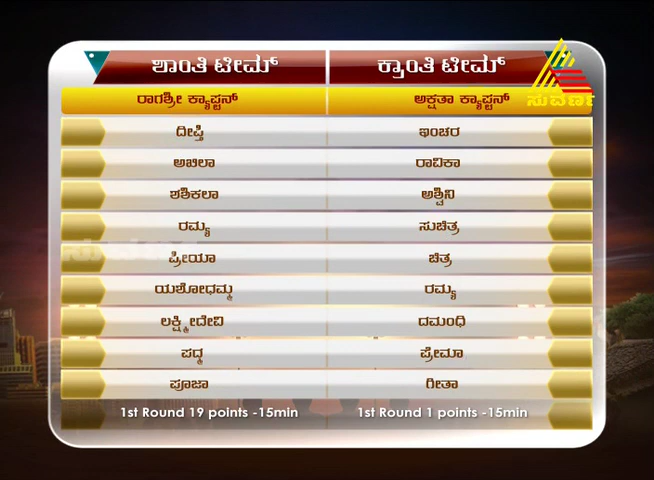 ಶಾಂತಿ ಟೀಮ್ ಕ್ರಾಂತಿ ಟೀಮ್
ರಾಗಶ್ರೀ ಕ್ಯಾಪ್ಟನ್ ಅಕ್ಷತಾ ಕ್ಯಾಪ್ಟನ್ ಸುವರ್ಣ
ದೀಪ್ತಿ ಇಂಚರ
ಅಖಿಲಾ ರಾವಿಕಾ
ಶಶಿಕಲಾ ಅಶ್ವಿನಿ
ರಮ್ಯ ಸುಚಿತ್ರ
ಪ್ರೀಯಾ ಚಿತ್ರ
ಯಶೋಧಮ್ಮ ರಮ್ಯ
ಲಕ್ಷ್ಮೀದೇವಿ ದಮಂಧಿ
ಪದ್ಮ ಪ್ರೇಮಾ
ಪೂಜಾ ಗೀತಾ
1st Round 19 points -15min 1st Round 1 points -15min